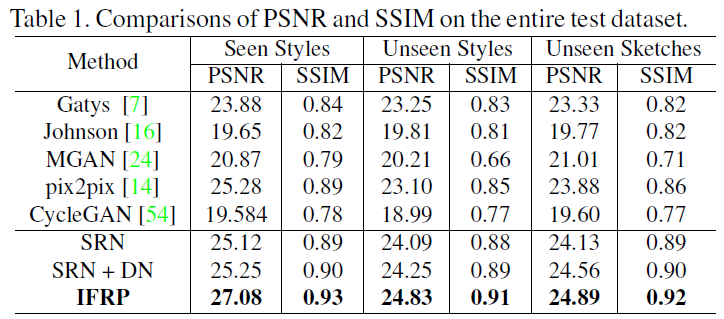 Table 1. Comparisons of PSNR and SSIM on the entire test dataset.
Method Seen Styles Unseen Styles Unseen Sketches
PSNR SSIM PSNR SSIM PSNR SSIM
Gatys [7] 23.88 0.84 23.25 0.83 23.33 0.82
Johnson [16] 19.65 0.82 19.81 0.81 19.77 0.82
MGAN [24] 20.87 0.79 20.21 0.66 21.01 0.71
pix2pix [14] 25.28 0.89 23.10 0.85 23.88 0.86
CycleGAN [54] 19.584 0.78 18.99 0.77 19.60 0.77
SRN 25.12 0.89 24.09 0.88 24.13 0.89
SRN + DN 25.25 0.90 24.25 0.89 24.56 0.90
IFRP 27.08 0.93 24.83 0.91 24.89 0.92